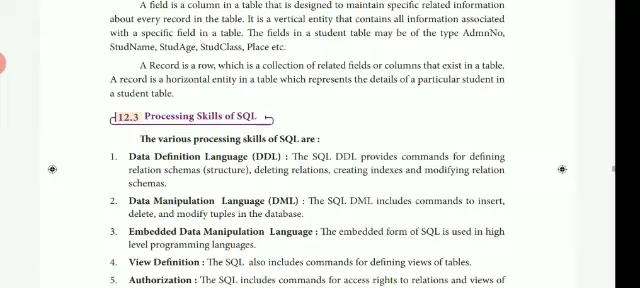 A field is a column in a table that is designed to maintain specific related information
about every record in the table. It is a vertical entity that contains all information associated
with a specific field in a table. The fields in a student table may be of the type AdmnNo,
StudName, StudAge, StudClass, Place etc.
A Record is a row, which is a collection of related fields or columns that exist in a table.
A record is a horizontal entity in a table which represents the details of a particular student in
a student table.
12.3 Processing Skills of SQL
The various processing skills of SQL are :
1. Data Definition Language (DDL) : The SQL DDL provides commands for defining
relation schemas (structure), deleting relations, creating indexes and modifying relation
schemas.
2. Data Manipulation Language (DML) : The SQL DML includes commands to insert,
delete, and modify tuples in the database.
3. Embedded Data Manipulation Language : The embedded form of SQL is used in high
level programming languages.
4. View Definition : The SQL also includes commands for defining views of tables.
5. Authorization : The SQL includes commands for access rights to relations and views of